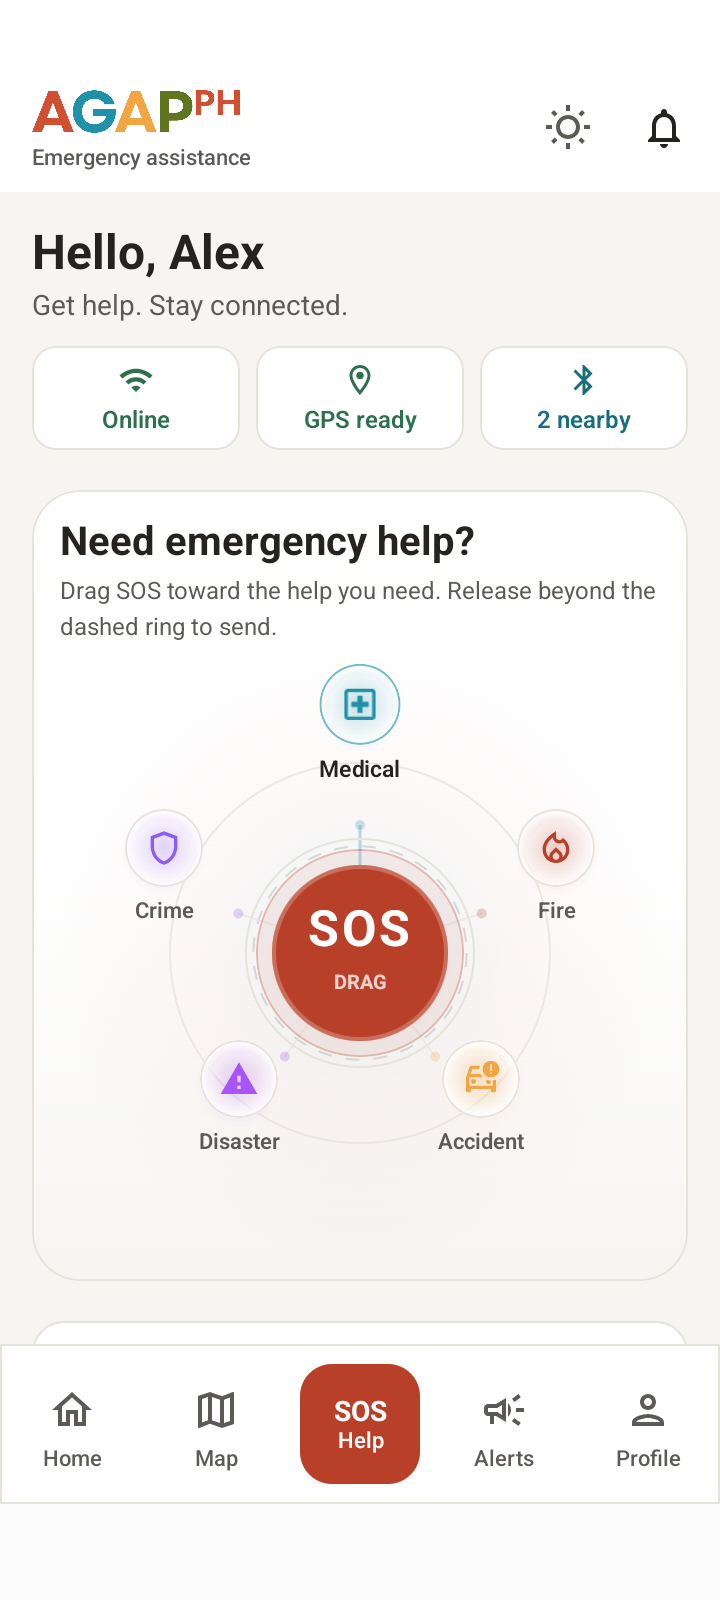 AGAPPH
Emergency assistance
Hello, Alex
Get help. Stay connected.
Online
GPS ready
2 nearby
Need emergency help?
Drag SOS toward the help you need. Release beyond the
dashed ring to send.
Medical
Crime
Fire
SOS
DRAG
Disaster
Accident
Home
Map
SOS
Help
Alerts
Profile